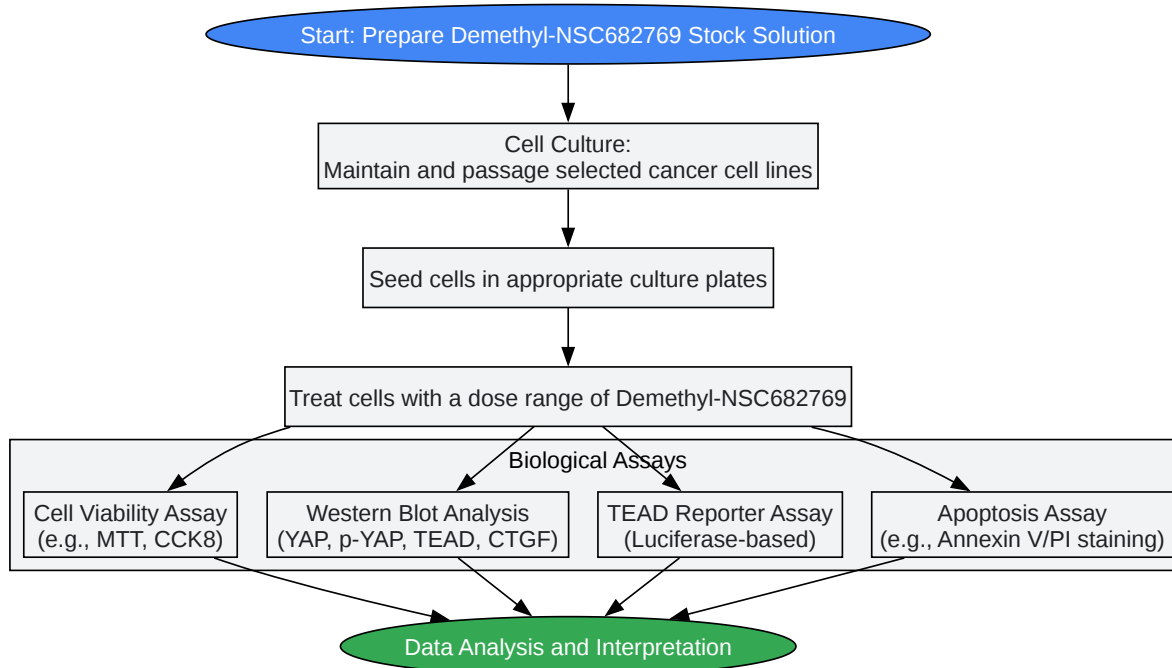 Start: Prepare Demethyl-NSC682769 Stock Solution
Cell Culture:
Maintain and passage selected cancer cell lines
Seed cells in appropriate culture plates
Treat cells with a dose range of Demethyl-NSC682769
Biological Assays
Cell Viability Assay
(e.g., MTT, CCK8)
Western Blot Analysis
(YAP, p-YAP, TEAD, CTGF)
TEAD Reporter Assay
(Luciferase-based)
Apoptosis Assay
(e.g., Annexin V/PI staining)
Data Analysis and Interpretation